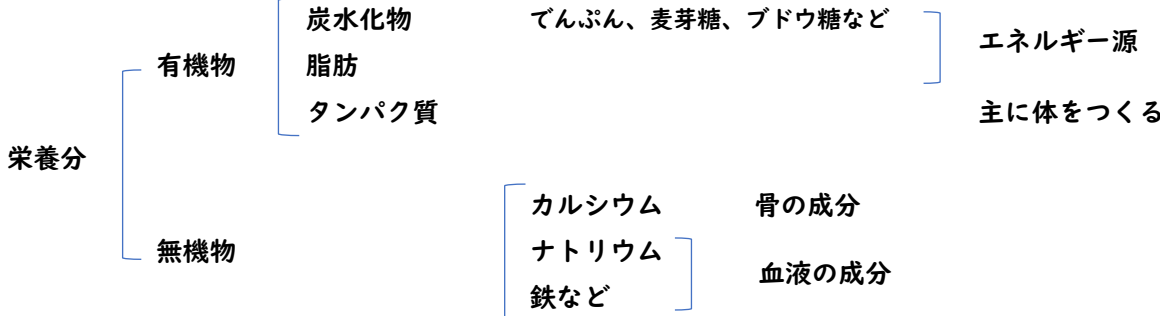 炭水化物 でんぷん、麦芽糖、ブドウ糖など
エネルギー源
有機物 脂肪
タンパク質 主に体をつくる
栄養分
カルシウム 骨の成分
無機物 ナトリウム
血液の成分
鉄など